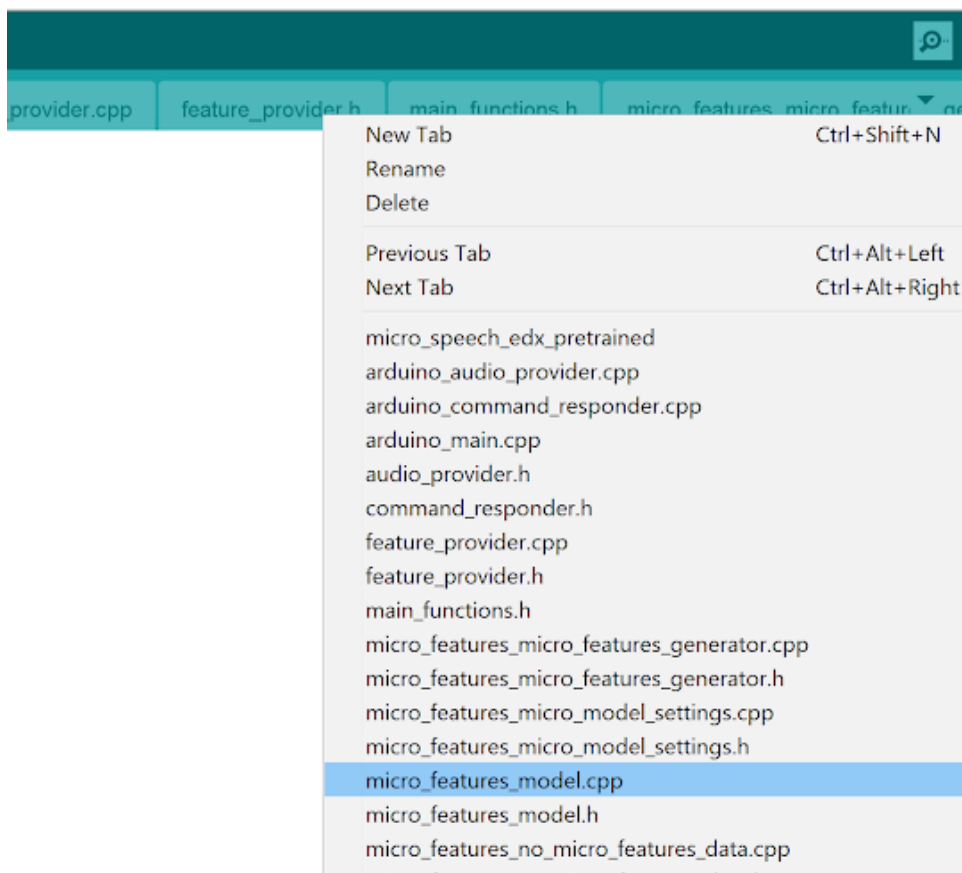 provider.cpp feature_provider.h main_functions.h micro_features_micro_featur ge
New Tab Ctrl+Shift+N
Rename
Delete
Previous Tab Ctrl+Alt+Left
Next Tab Ctrl+Alt+Right
micro_speech_edx_pretrained
arduino_audio_provider.cpp
arduino_command_responder.cpp
arduino_main.cpp
audio_provider.h
command_responder.h
feature_provider.cpp
feature_provider.h
main_functions.h
micro_features_micro_features_generator.cpp
micro_features_micro_features_generator.h
micro_features_micro_model_settings.cpp
micro_features_micro_model_settings.h
micro_features_model.cpp
micro_features_model.h
micro_features_no_micro_features_data.cpp